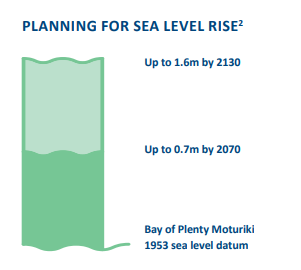 PLANNING FOR SEA LEVEL RISE²
Up to 1.6m by 2130
Up to 0.7m by 2070
Bay of Plenty Moturiki
1953 sea level datum